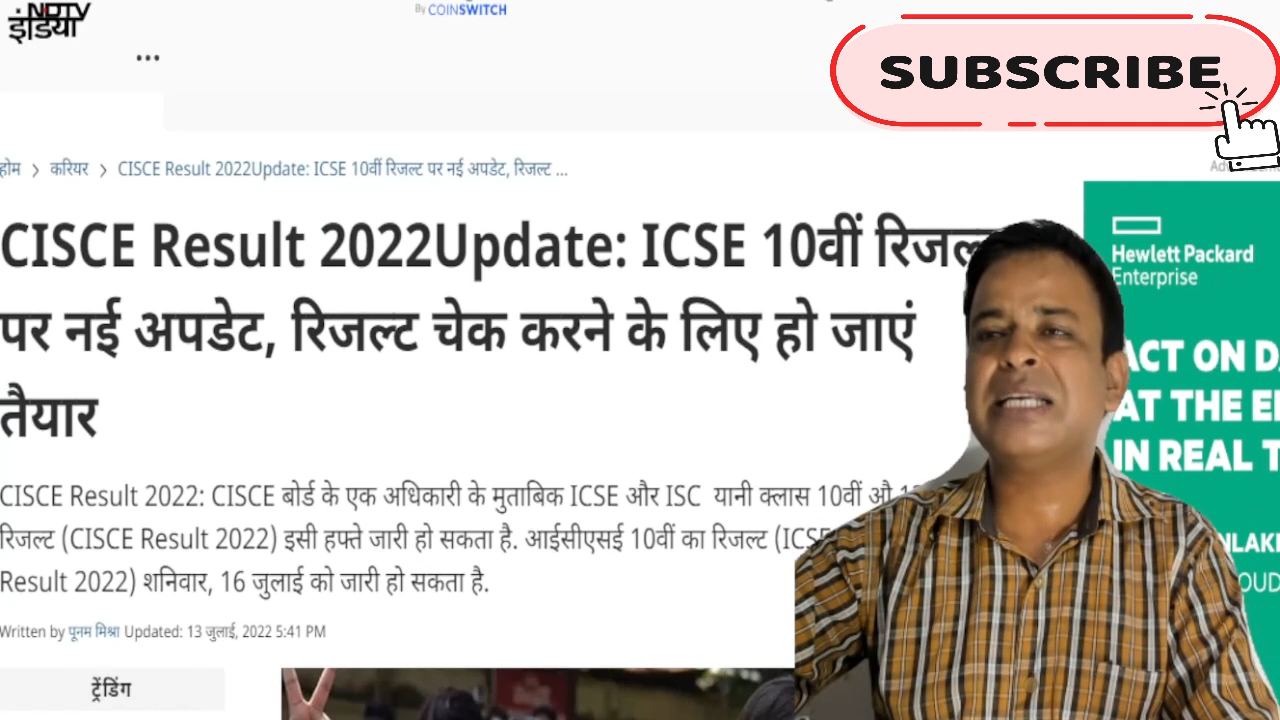 NDTV
इंडिया
By COINSWITCH
...
SUBSCRIBE
होम > करियर > CISCE Result 2022Update: ICSE 10वीं रिजल्ट पर नई अपडेट, रिजल्ट ...
CISCE Result 2022Update: ICSE 10वीं
पर नई अपडेट, रिजल्ट चेक करने के लिए हो जाएं
तैयार
CISCE Result 2022: CISCE बोर्ड के एक अधिकारी के मुताबिक ICSE और ISC यानी क्लास 10वीं
रिजल्ट (CISCE Result 2022) इसी हफ्ते जारी हो सकता है. आईसीएसई 10वीं का रिजल्ट (ICSE
Result 2022) शनिवार, 16 जुलाई को जारी हो सकता है.
Written by पूनम मिश्रा Updated: 13 जुलाई, 2022 5:41 PM
ट्रेंडिंग
Hewlett Packard
Enterprise
ACT ON
AT THE
IN REAL